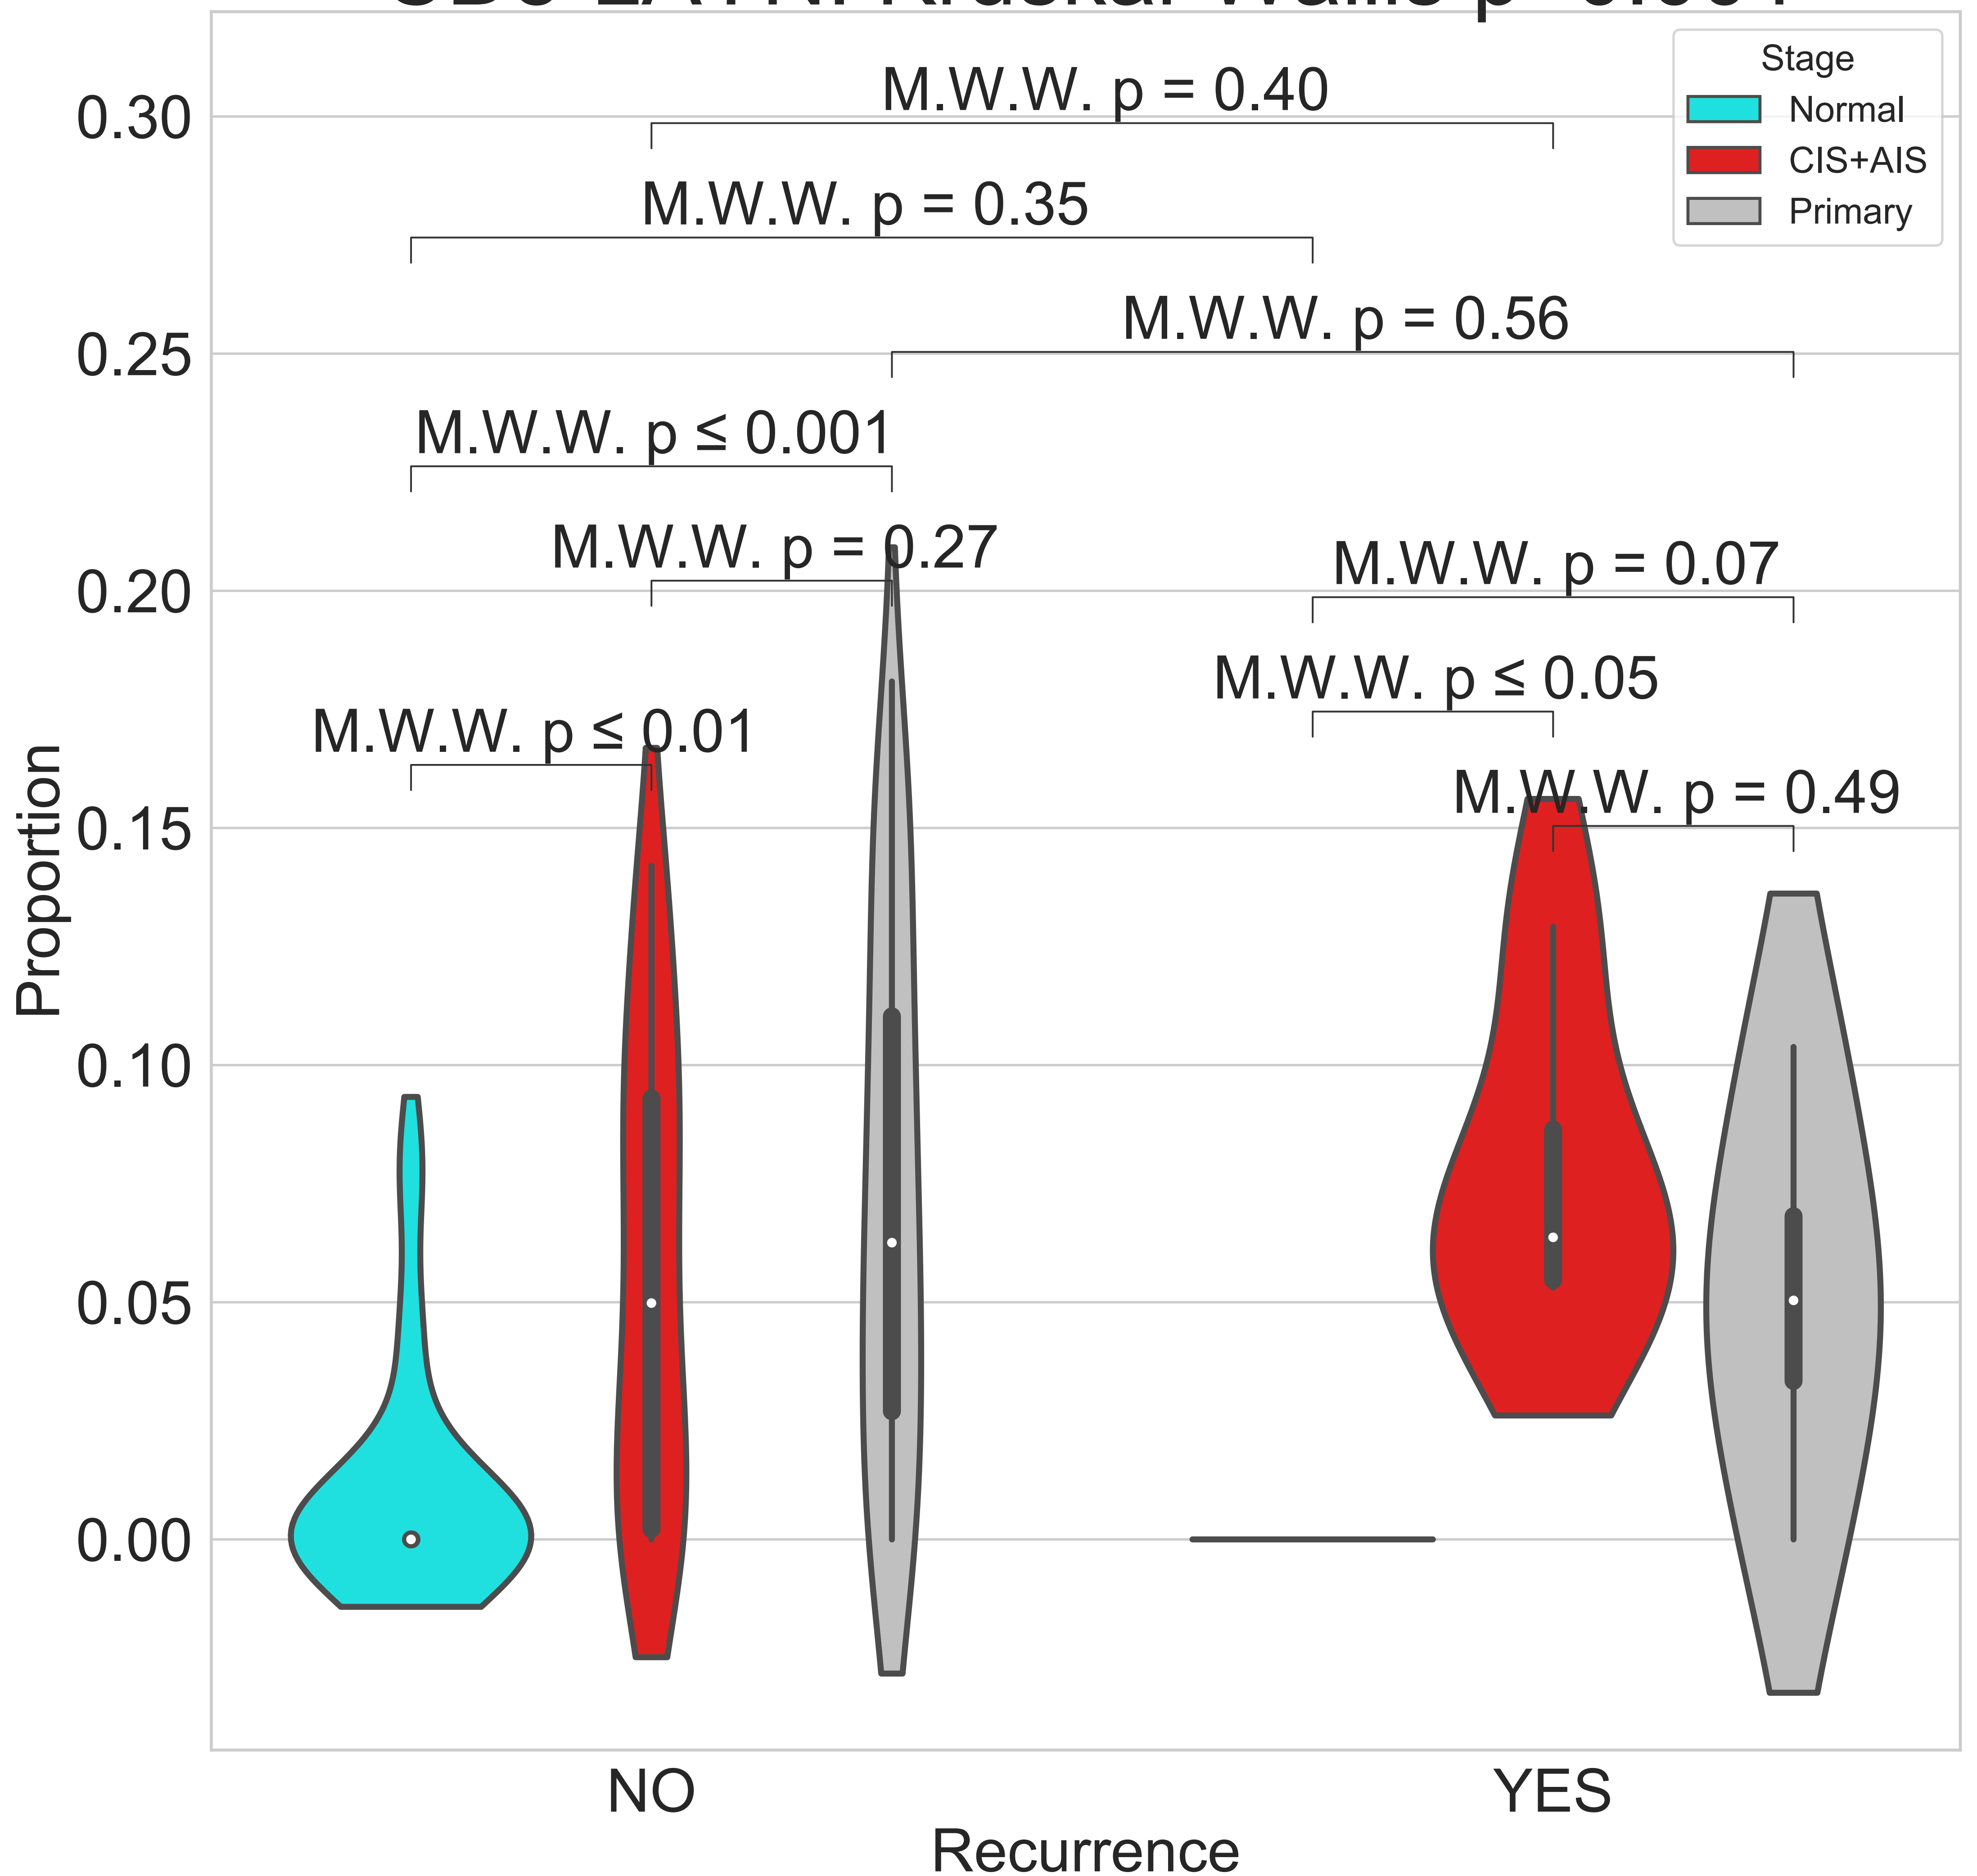 Stage
Normal
CIS+AIS
Primary
M.W.W. p = 0.40
M.W.W. p = 0.35
M.W.W. p = 0.56
M.W.W. p ≤ 0.001
M.W.W. p = 0.27
M.W.W. p = 0.07
M.W.W. p ≤ 0.05
M.W.W. p ≤ 0.01
M.W.W. p = 0.49
0.30
0.25
0.20
0.15
0.10
0.05
0.00
Proportion
NO
YES
Recurrence